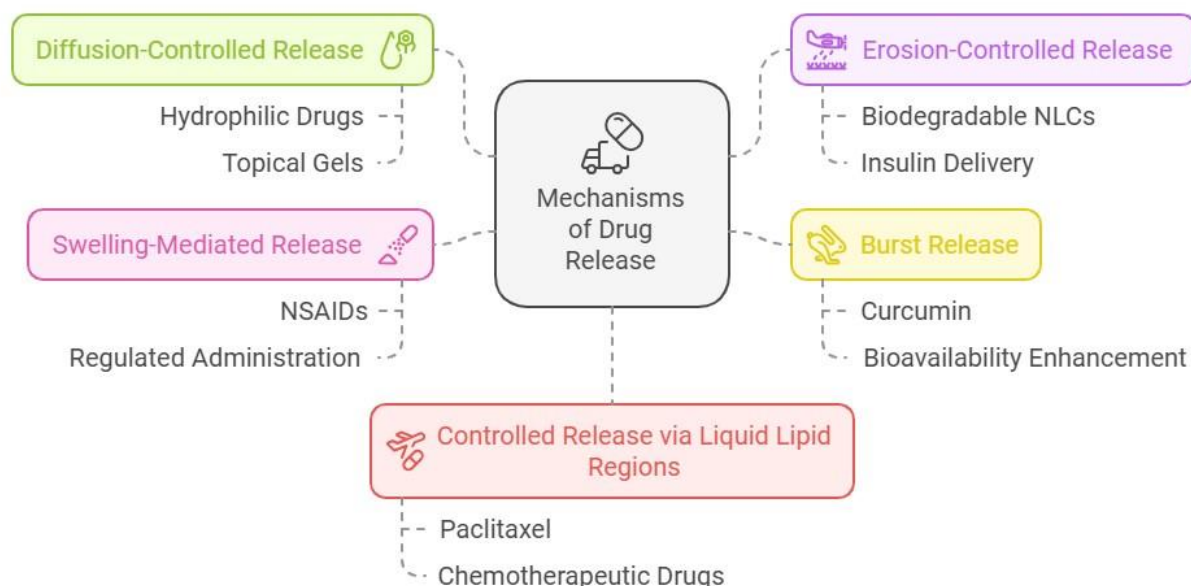 Diffusion-Controlled Release
Hydrophilic Drugs
Topical Gels
Swelling-Mediated Release
NSAIDs
Regulated Administration
Mechanisms
of Drug
Release
Erosion-Controlled Release
Biodegradable NLCs
Insulin Delivery
Burst Release
Curcumin
Bioavailability Enhancement
Controlled Release via Liquid Lipid
Regions
Paclitaxel
Chemotherapeutic Drugs